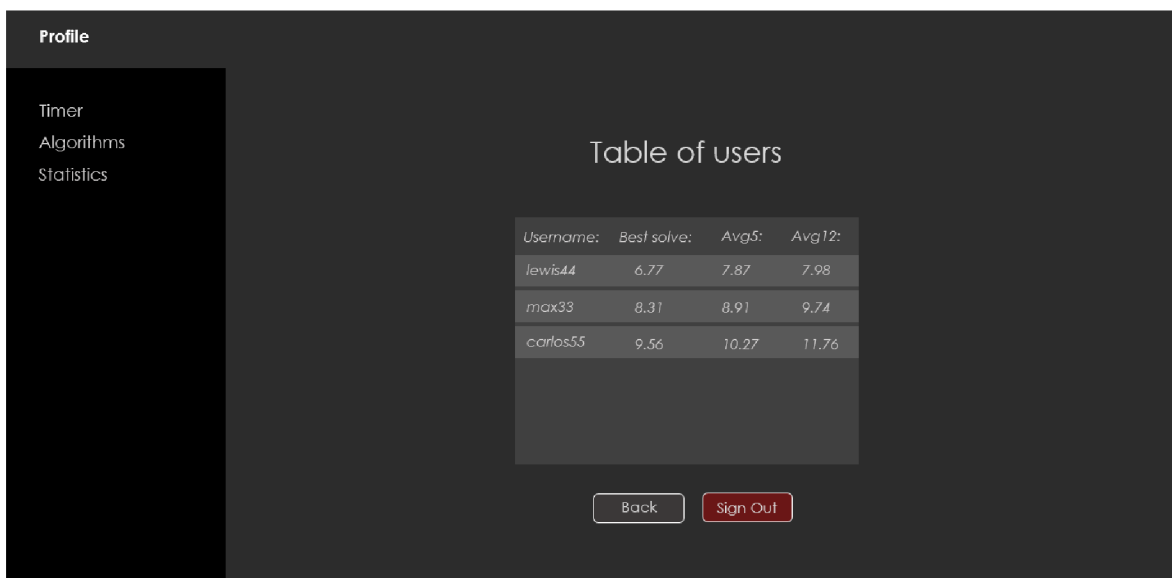 Profile
Timer
Algorithms
Statistics
Table of users
Username: Best solve: Avg5: Avg12:
lewis44 6.77 7.87 7.98
max33 8.31 8.91 9.74
carlos55 9.56 10.27 11.76
Back Sign Out